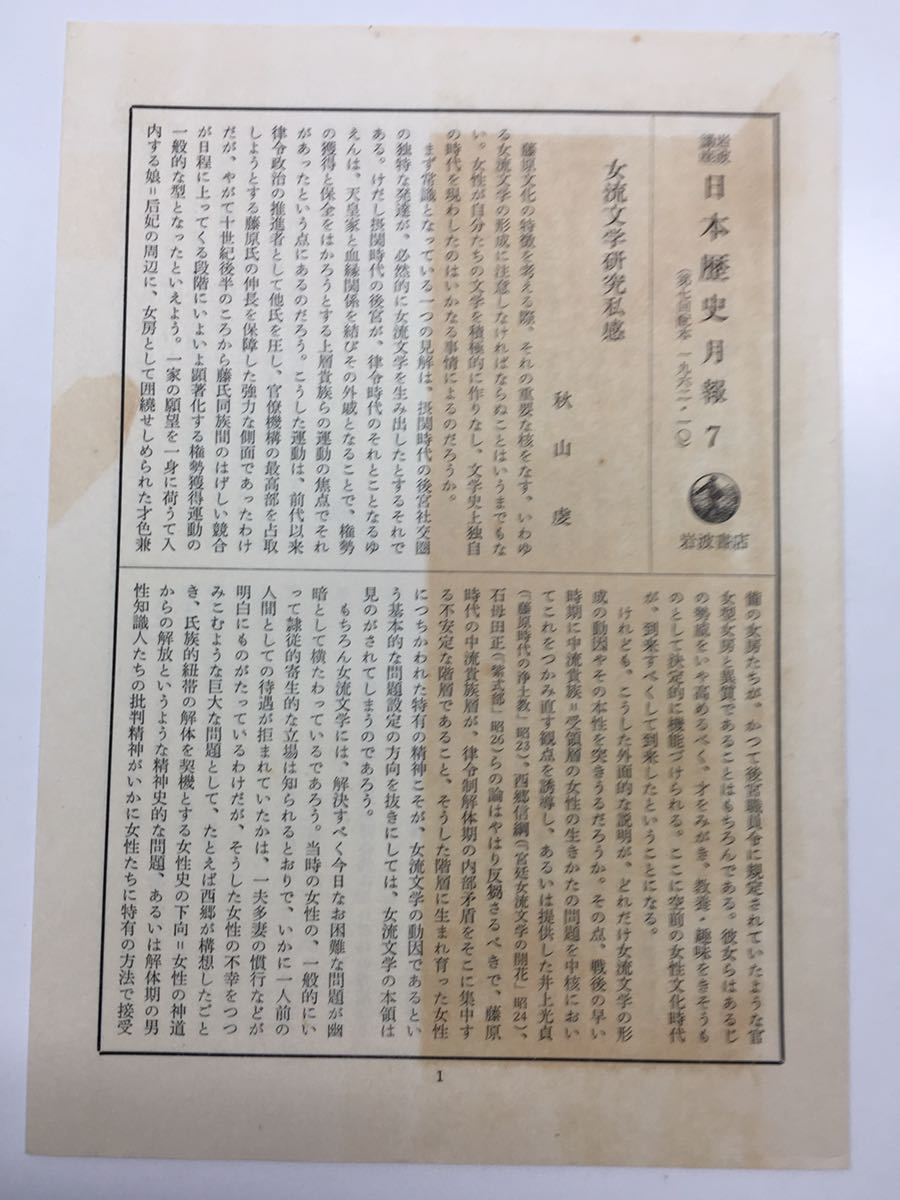 岩波講座
日本歴史月報 7
(第七回配本 一九六二・一〇)
岩波書店
女流文学研究私感
秋山虔
藤原文化の特徴を考える際、それの重要な核をなす、いわゆ
る女流文学の形成に注意しなければならぬことはいうまでもな
い。女性が自分たちの文学を積極的に作りなし、文学史上独自
の時代を現わしたのはいかなる事情によるのだろうか。
まず常識となっている一つの見解は、摂関時代の後宮社交圏
の独特な発達が、必然的に女流文学を生み出したとするそれで
ある。けだし摂関時代の後宮が、律令時代のそれとことなるゆ
えんは、天皇家と血縁関係を結びその外戚となることで、権勢
の獲得と保全をはかろうとする上層貴族らの運動の焦点でそれ
があったという点にあるのだろう。こうした運動は、前代以来
律令政治の推進者として他氏を圧し、官僚機構の最高部を占取
しようとする藤原氏の伸長を保障した強力な側面であったわけ
だが、やがて十世紀後半のころから藤氏同族間のはげしい競合
が日程に上ってくる段階にいよいよ顕著化する権勢獲得運動の
一般的な型となったといえよう。一家の願望を一身に荷うて入
内する娘=后妃の周辺に、女房として囲繞せしめられた才色兼
備の女房たちが、かつて後宮職員令に規定されていたような官
女型女房と異質であることはもちろんである。彼女らはあるじ
の勢威をいや高めるべく、才をみがき、教養・趣味をきそうも
のとして決定的に機能づけられる。ここに空前の女性文化時代
が、到来すべくして到来したということになる。
けれども、こうした外面的な説明が、どれだけ女流文学の形
成の動因やその本性を突きうるだろうか。その点、戦後の早い
時期に中流貴族=受領層の女性の生きかたの問題を中核におい
てこれをつかみ直す観点を誘導し、あるいは提供した井上光貞
(「藤原時代の浄土教」昭23)、西郷信綱(「宮廷女流文学の開花」昭24)、
石母田正(「紫式部」昭26)らの論はやはり反芻さるべきで、藤原
時代の中流貴族層が、律令制解体期の内部矛盾をそこに集中す
る不安定な階層であること、そうした階層に生まれ育った女性
につちかわれた特有の精神こそが、女流文学の動因であるとい
う基本的な問題設定の方向を抜きにしては、女流文学の本領は
見のがされてしまうのであろう。
もちろん女流文学には、解決すべく今日なお困難な問題が幽
暗として横たわっているであろう。当時の女性の、一般的にい
って隷従的寄生的な立場は知られるとおりで、いかに一人前の
人間としての待遇が拒まれていたかは、一夫多妻の慣行などが
明白にものがたっているわけだが、そうした女性の不幸をつつ
みこむような巨大な問題として、たとえば西郷が構想したごと
き、氏族的紐帯の解体を契機とする女性史の下向=女性の神道
からの解放というような精神史的な問題、あるいは解体期の男
性知識人たちの批判精神がいかに女性たちに特有の方法で接受
1